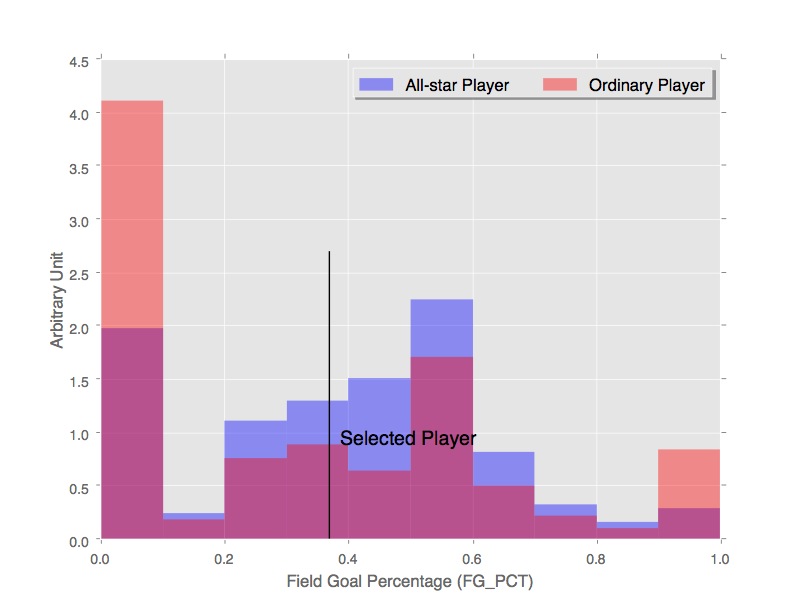 All-star Player
Ordinary Player
4.5
4.0
3.5
3.0
2.5
2.0
1.5
1.0
0.5
0.0
Arbitrary Unit
Selected Player
0.0 0.2 0.4 0.6 0.8 1.0
Field Goal Percentage (FG_PCT)